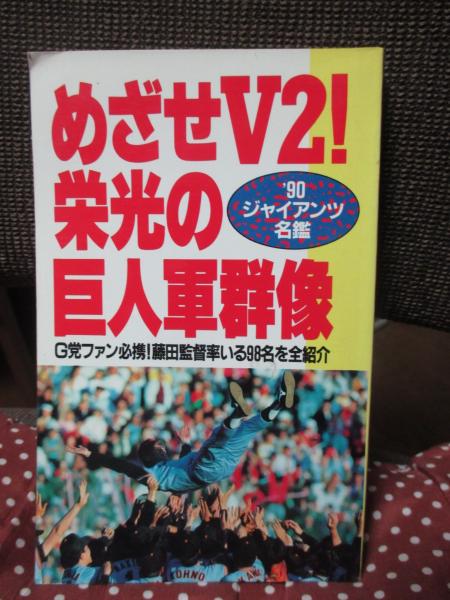 めざせV2!
栄光の
'90
ジャイアンツ
名鑑
巨人軍群像
G党ファン必携!藤田監督率いる98名を全紹介
KOHNO